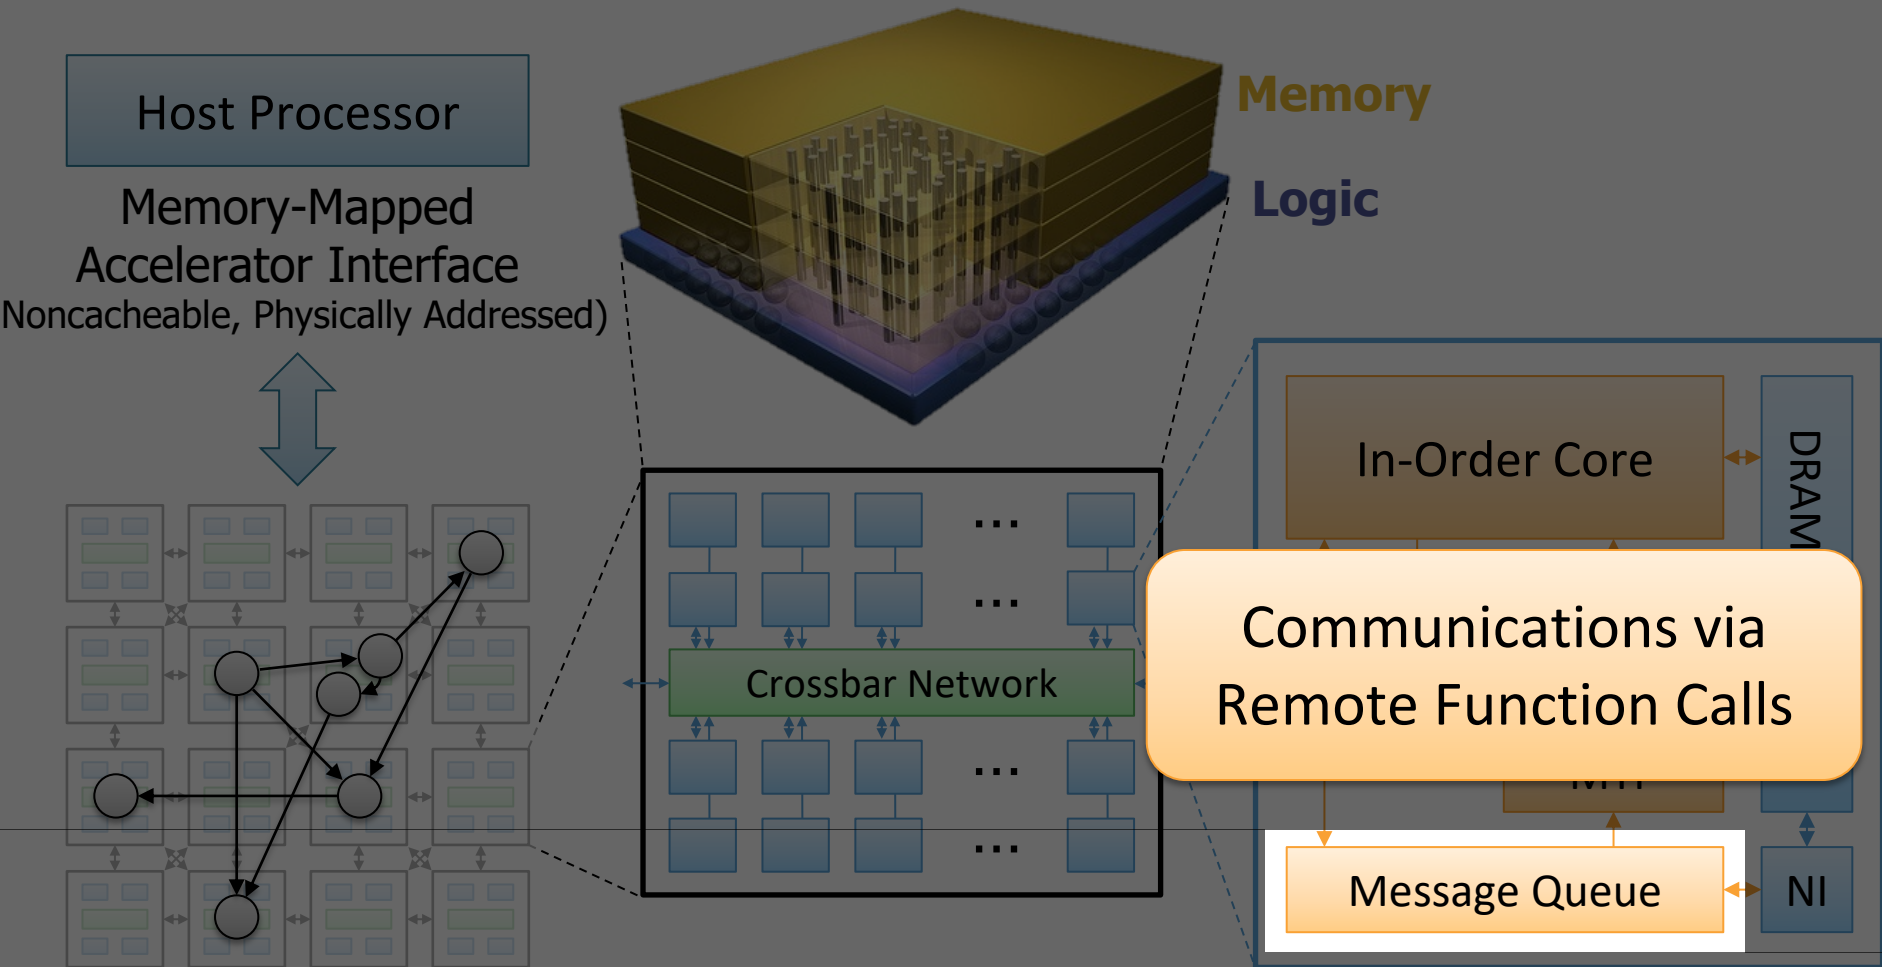 Host Processor
Memory-Mapped
Accelerator Interface
Noncacheable, Physically Addressed)
Memory
Logic
In-Order Core
DRAM
...
...
Crossbar Network
...
...
Communications via
Remote Function Calls
Message Queue
NI